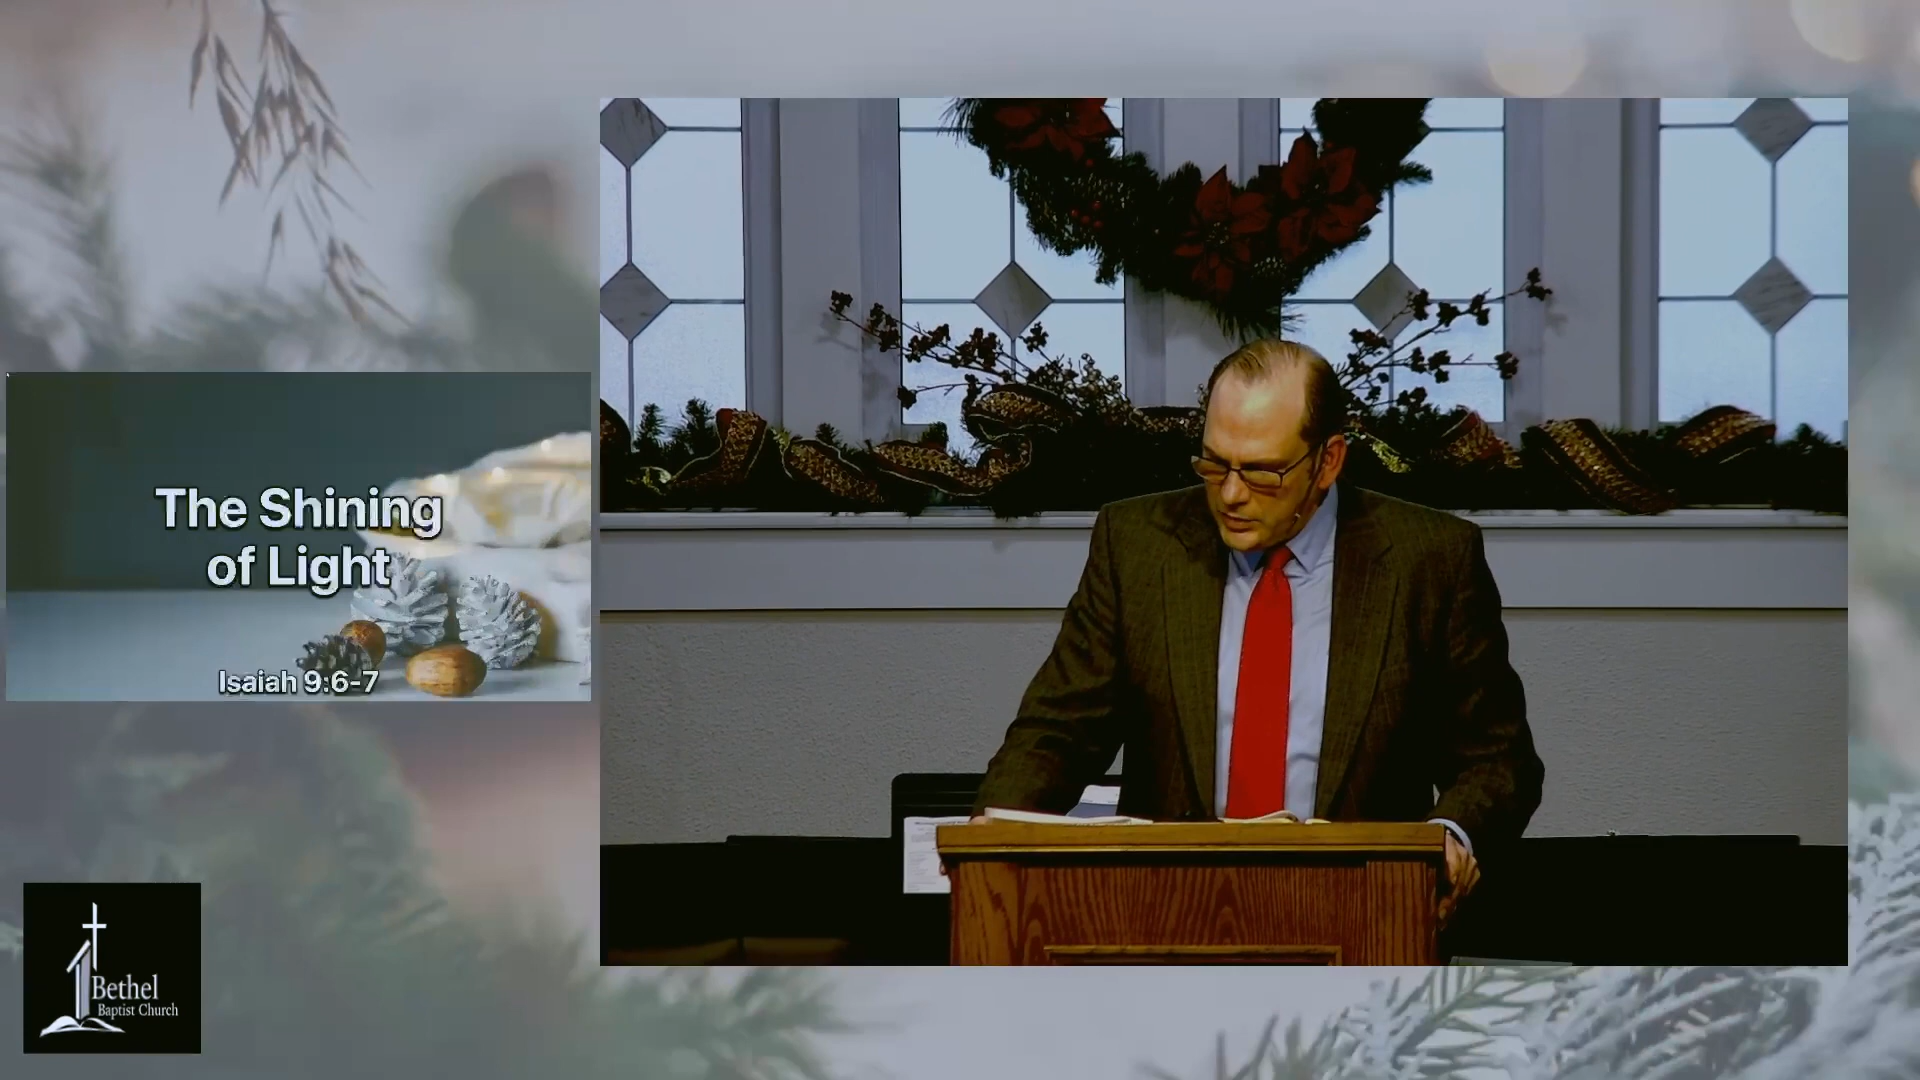 The Shining
of Light
Isaiah 9:6-7
Bethel
Baptist Church